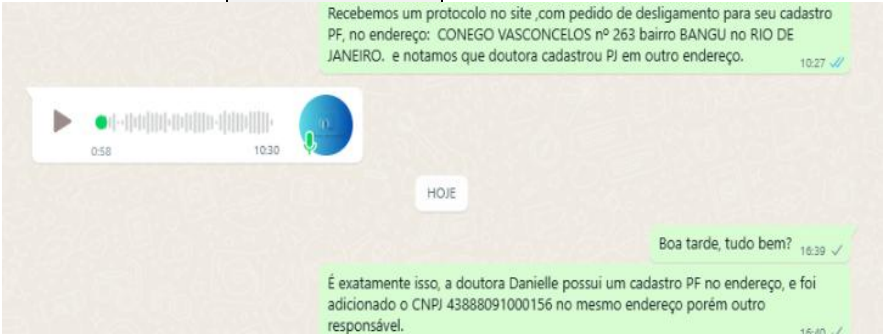 Recebemos um protocolo no site ,com pedido de desligamento para seu cadastro
PF, no endereço: CONEGO VASCONCELOS nº 263 bairro BANGU no RIO DE
JANEIRO. e notamos que doutora cadastrou PJ em outro endereço.
10:27
0:58
10:30
HOJE
Boa tarde, tudo bem?
16:39
É exatamente isso, a doutora Danielle possui um cadastro PF no endereço, e foi
adicionado o CNPJ 43888091000156 no mesmo endereço porém outro
responsável.
16:40